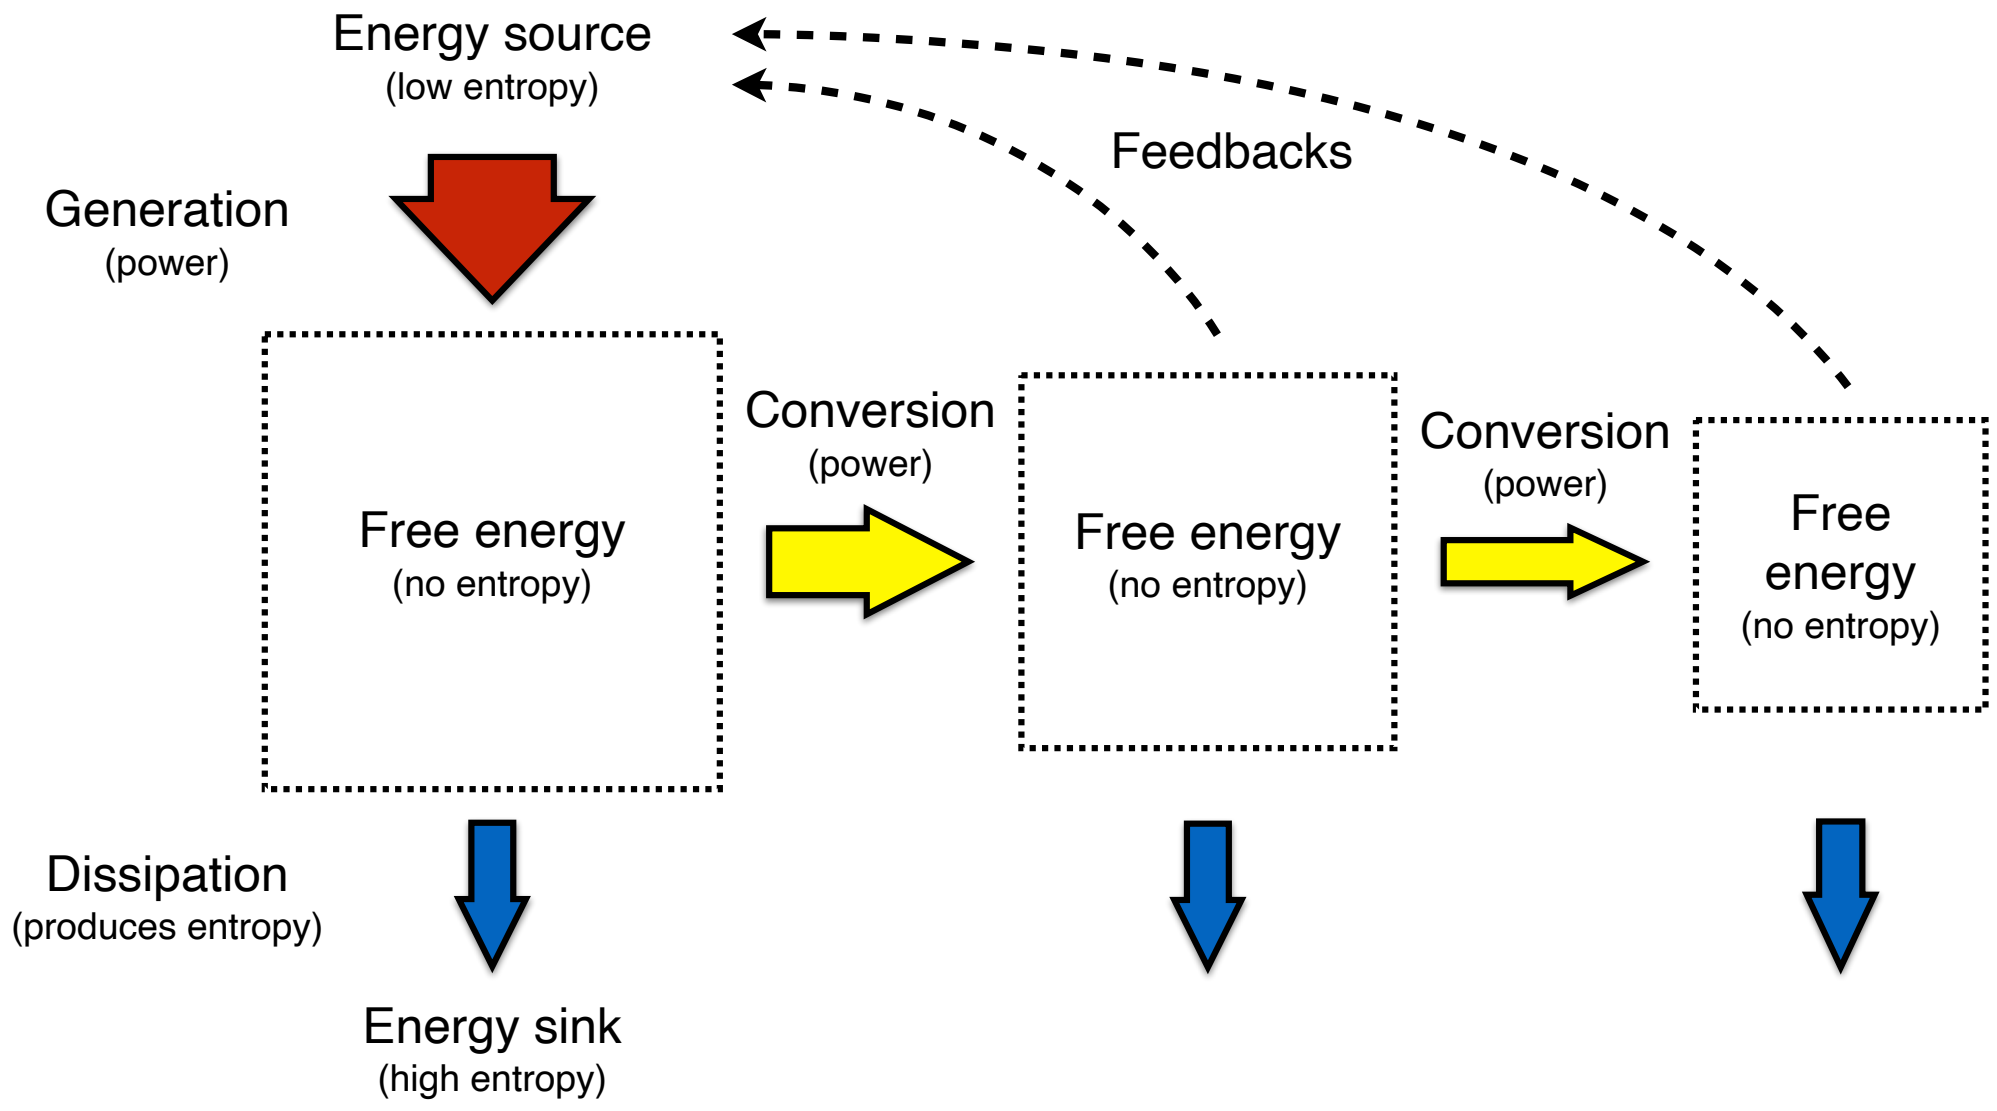 Energy source
(low entropy)
Feedbacks
Generation
(power)
Conversion
(power)
Conversion
(power)
Free energy
(no entropy)
Free energy
(no entropy)
Free
energy
(no entropy)
Dissipation
(produces entropy)
Energy sink
(high entropy)